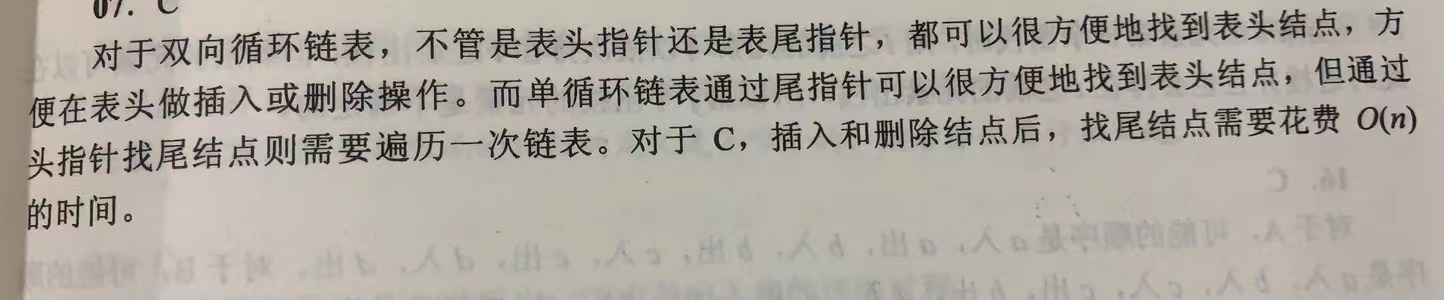 07. C
对于双向循环链表，不管是表头指针还是表尾指针，都可以很方便地找到表头结点，方
便在表头做插入或删除操作。而单循环链表通过尾指针可以很方便地找到表头结点，但通过
头指针找尾结点则需要遍历一次链表。对于 C，插入和删除结点后，找尾结点需要花费 O(n)
的时间。